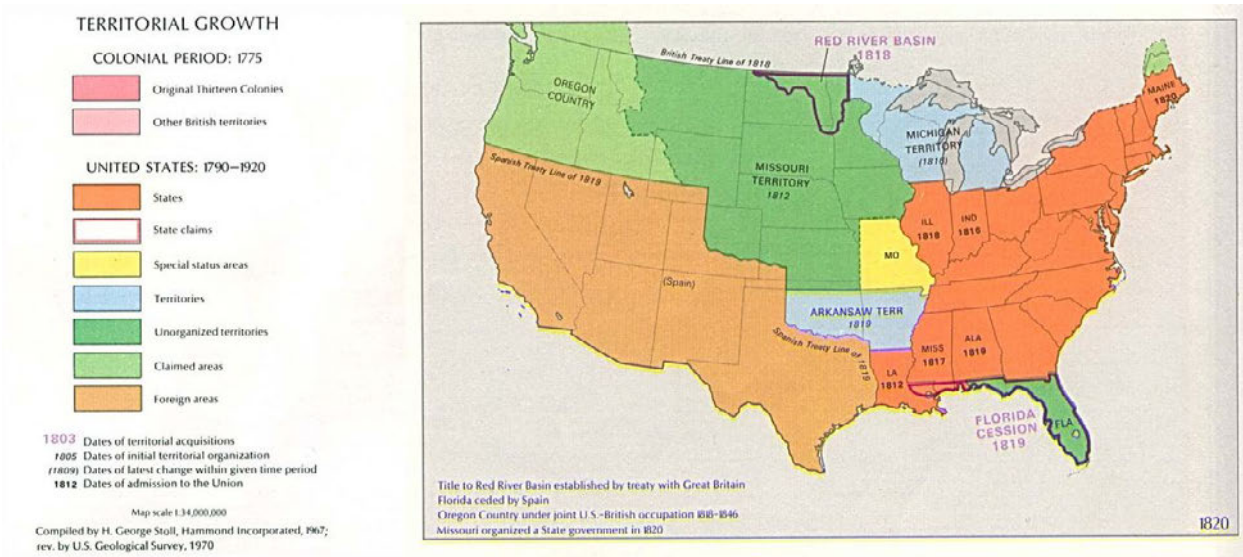 TERRITORIAL GROWTH
COLONIAL PERIOD: 1775
Original Thirteen Colonies
Other British territories
UNITED STATES: 1790–1920
States
State claims
Special status areas
Territories
Unorganized territories
Claimed areas
Foreign areas
1803 Dates of territorial acquisitions
1805 Dates of initial territorial organization
(1809) Dates of latest change within given time period
1812 Dates of admission to the Union
Map scale 1:34,000,000
Compiled by H. George Stoll, Hammond Incorporated, 1967;
rev. by U.S. Geological Survey, 1970
RED RIVER BASIN
1818
British Treaty Line of 1818
OREGON
COUNTRY
MAINE
1820
MICHIGAN
TERRITORY
(1818)
Spanish Treaty Line of 1819
MISSOURI
TERRITORY
1812
ILL
1818
IND
1816
MO
(Spain)
ARKANSAW TERR
1819
Spanish Treaty Line of 1819
MISS
1817
ALA
1819
LA
1812
FLORIDA
CESSION
1819
FLA
Title to Red River Basin established by treaty with Great Britain
Florida ceded by Spain
Oregon Country under joint U.S.-British occupation 1818-1846
Missouri organized a State government in 1820
1820